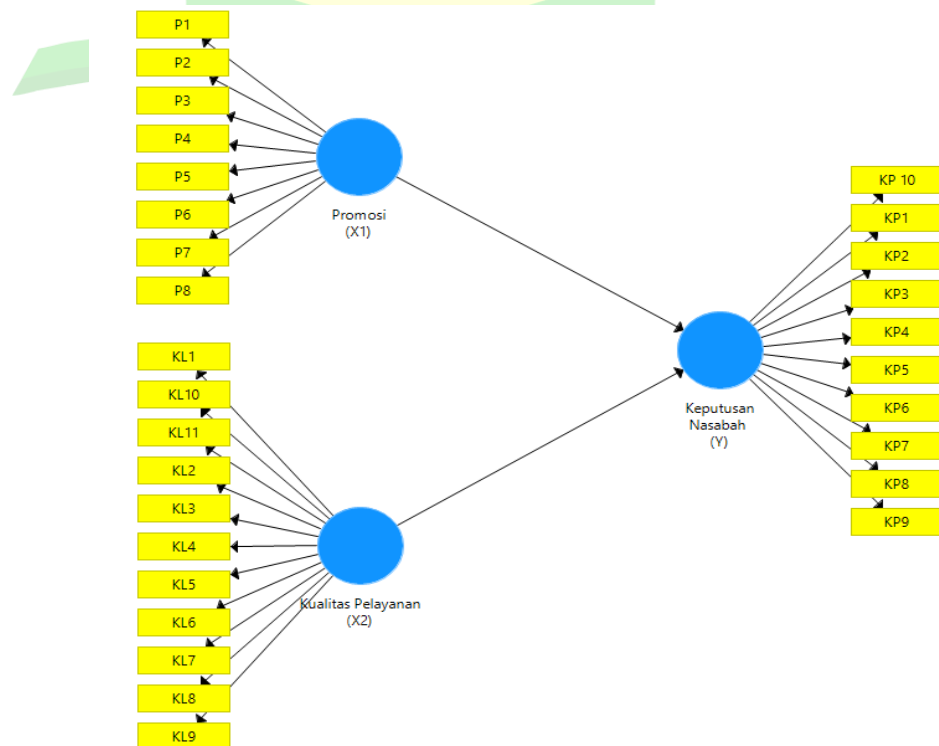 P1
P2
P3
P4
P5
P6
P7
P8
Promosi
(X1)
KL1
KL10
KL11
KL2
KL3
KL4
KL5
KL6
KL7
KL8
KL9
Kualitas Pelayanan
(X2)
KP 10
KP1
KP2
KP3
KP4
KP5
KP6
KP7
KP8
KP9
Keputusan
Nasabah
(Y)